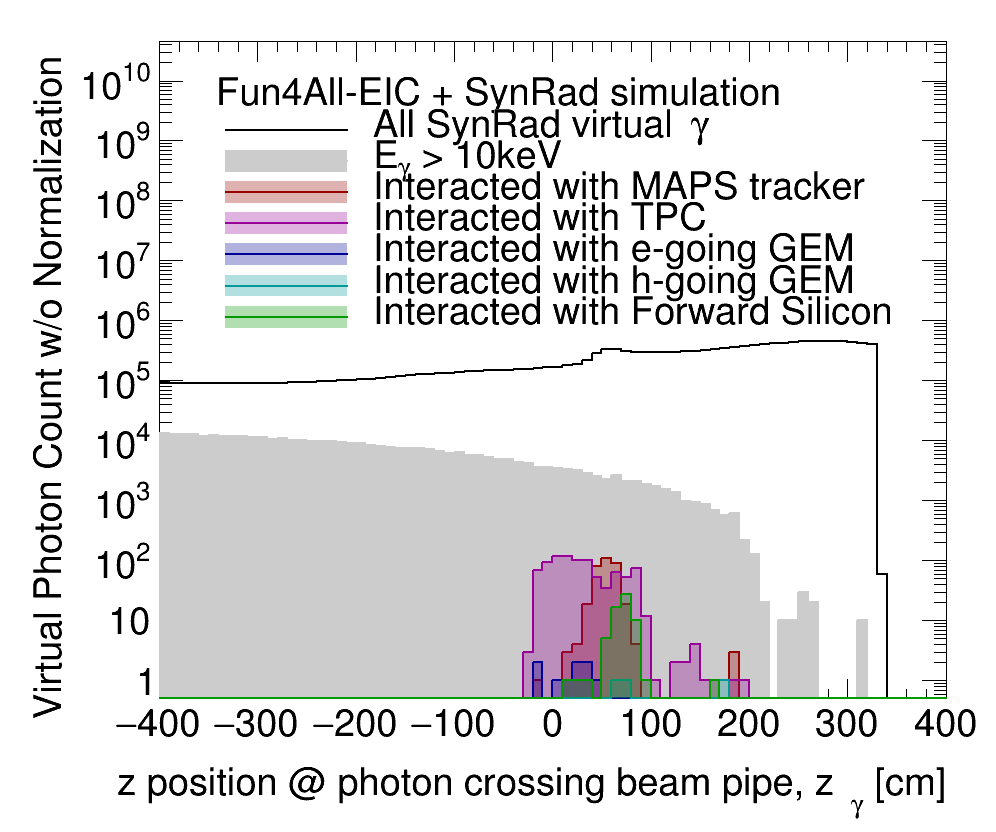 Virtual Photon Count w/o Normalization
10^10
10^9
10^8
10^7
10^6
10^5
10^4
10^3
10^2
10
1
Fun4All-EIC + SynRad simulation
All SynRad virtual γ
E_γ > 10keV
Interacted with MAPS tracker
Interacted with TPC
Interacted with e-going GEM
Interacted with h-going GEM
Interacted with Forward Silicon
−400 −300 −200 −100 0 100 200 300 400
z position @ photon crossing beam pipe, z_γ [cm]